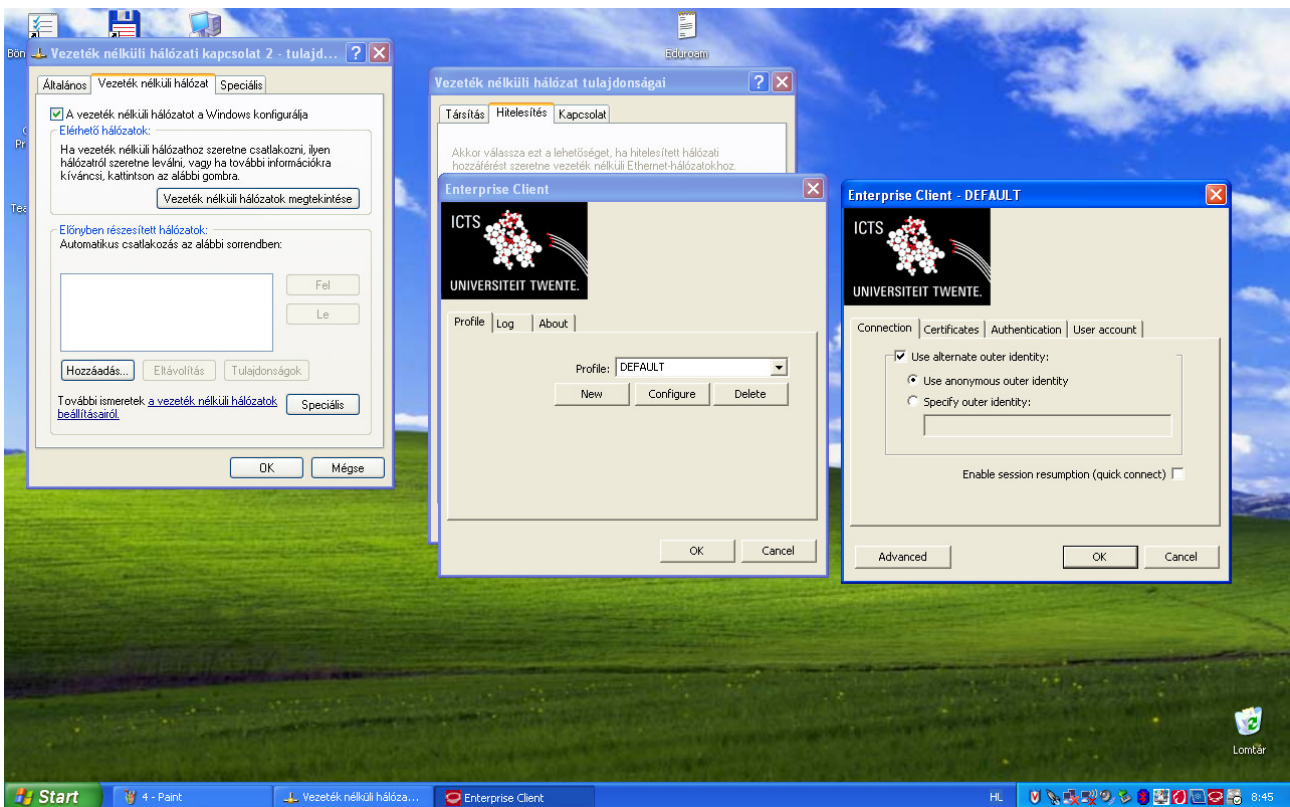 Bön
Eduroam
Pr
Tea
Vezeték nélküli hálózati kapcsolat 2 - tulajd...
Általános
Vezeték nélküli hálózat
Speciális
A vezeték nélküli hálózatot a Windows konfigurálja
Elérhető hálózatok:
Ha vezeték nélküli hálózathoz szeretne csatlakozni, ilyen
hálózatról szeretne leválni, vagy ha további információkra
kíváncsi, kattintson az alábbi gombra.
Vezeték nélküli hálózatok megtekintése
Előnyben részesített hálózatok:
Automatikus csatlakozás az alábbi sorrendben:
Fel
Le
Hozzáadás...
Eltávolítás
Tulajdonságok
További ismeretek a vezeték nélküli hálózatok
beállításairól.
Speciális
OK
Mégse
Vezeték nélküli hálózat tulajdonságai
Társítás
Hitelesítés
Kapcsolat
Akkor válassza ezt a lehetőséget, ha hitelesített hálózati
hozzáférést szeretne vezeték nélküli Ethernet-hálózatokhoz.
Enterprise Client
ICTS
UNIVERSITEIT TWENTE.
Profile
Log
About
Profile: DEFAULT
New
Configure
Delete
OK
Cancel
Enterprise Client - DEFAULT
ICTS
UNIVERSITEIT TWENTE.
Connection
Certificates
Authentication
User account
Use alternate outer identity:
Use anonymous outer identity
Specify outer identity:
Enable session resumption (quick connect)
Advanced
OK
Cancel
Lomtár
Start
4 - Paint
Vezeték nélküli hálóza...
Enterprise Client
HL
8:45